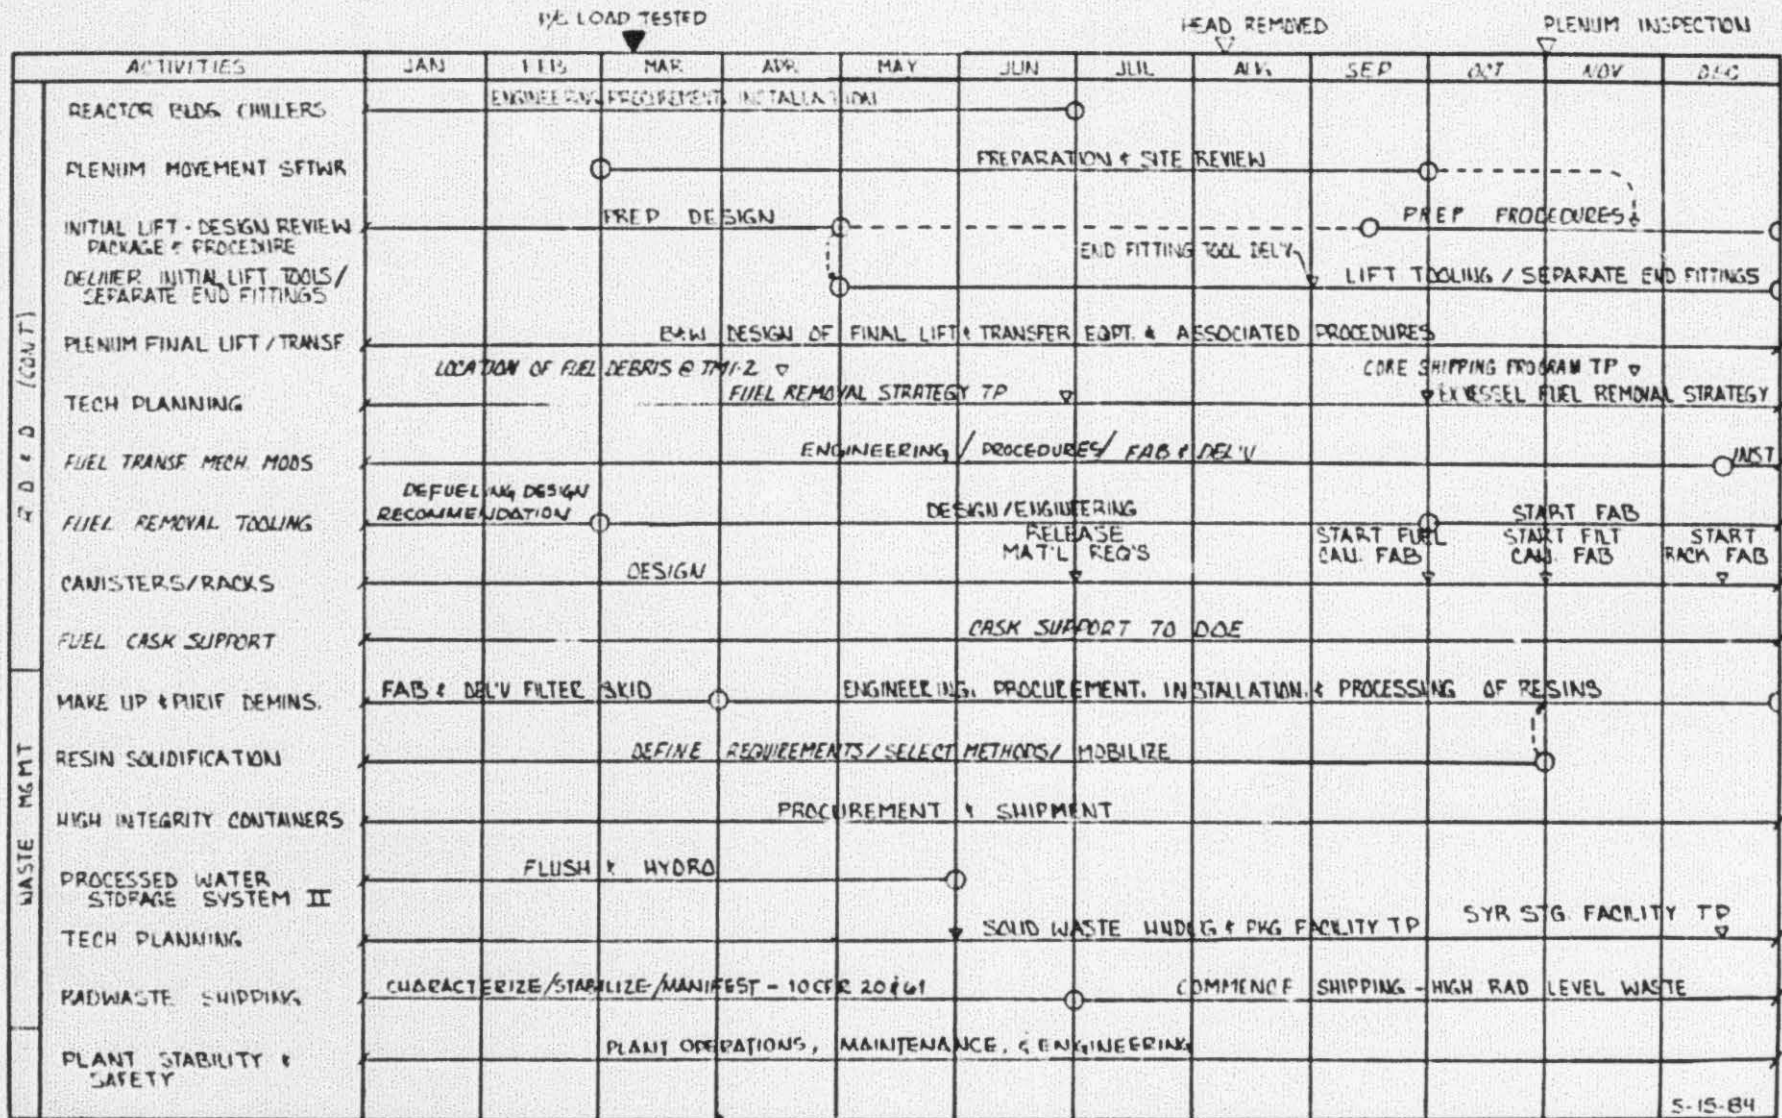 P/C LOAD TESTED
HEAD REMOVED
PLENUM INSPECTION
ACTIVITIES JAN FEB MAR APR MAY JUN JUL AUG SEP OCT NOV DEC
R D & D (CONT)
REACTOR BLDG CHILLERS
ENGINEERING PROCUREMENT INSTALLATION
PLENUM MOVEMENT SFTWR
PREPARATION & SITE REVIEW
INITIAL LIFT - DESIGN REVIEW
PACKAGE & PROCEDURE
PREP DESIGN
PREP PROCEDURES
DELIVER INITIAL LIFT TOOLS/
SEPARATE END FITTINGS
END FITTING TOOL DEL'V
LIFT TOOLING / SEPARATE END FITTINGS
PLENUM FINAL LIFT / TRANSF
B&W DESIGN OF FINAL LIFT & TRANSFER EQPT. & ASSOCIATED PROCEDURES
TECH PLANNING
LOCATION OF FUEL DEBRIS @ TMI-2
FUEL REMOVAL STRATEGY TP
CORE SHIPPING PROGRAM TP
EXVESSEL FUEL REMOVAL STRATEGY
FUEL TRANSF MECH. MODS
ENGINEERING / PROCEDURES / FAB & DEL'V
INST
FUEL REMOVAL TOOLING
DEFUELING DESIGN
RECOMMENDATION
DESIGN/ENGINEERING
START FAB
CANISTERS/RACKS
DESIGN
RELEASE
MAT'L REQ'S
START FUEL
CAN. FAB
START FILT
CAN. FAB
START
RACK FAB
FUEL CASK SUPPORT
CASK SUPPORT TO DOE
WASTE MGMT
MAKE UP & PURIF DEMINS.
FAB & DEL'V FILTER SKID
ENGINEERING, PROCUREMENT, INSTALLATION, & PROCESSING OF RESINS
RESIN SOLIDIFICATION
DEFINE REQUIREMENTS / SELECT METHODS / MOBILIZE
HIGH INTEGRITY CONTAINERS
PROCUREMENT & SHIPMENT
PROCESSED WATER
STORAGE SYSTEM II
FLUSH & HYDRO
TECH PLANNING
SOLID WASTE HNDLG & PKG FACILITY TP
SYR STG. FACILITY TP
RADWASTE SHIPPING
CHARACTERIZE/STABILIZE/MANIFEST - 10CFR 20 & 61
COMMENCE SHIPPING - HIGH RAD LEVEL WASTE
PLANT STABILITY &
SAFETY
PLANT OPERATIONS, MAINTENANCE, & ENGINEERING
5-15-84